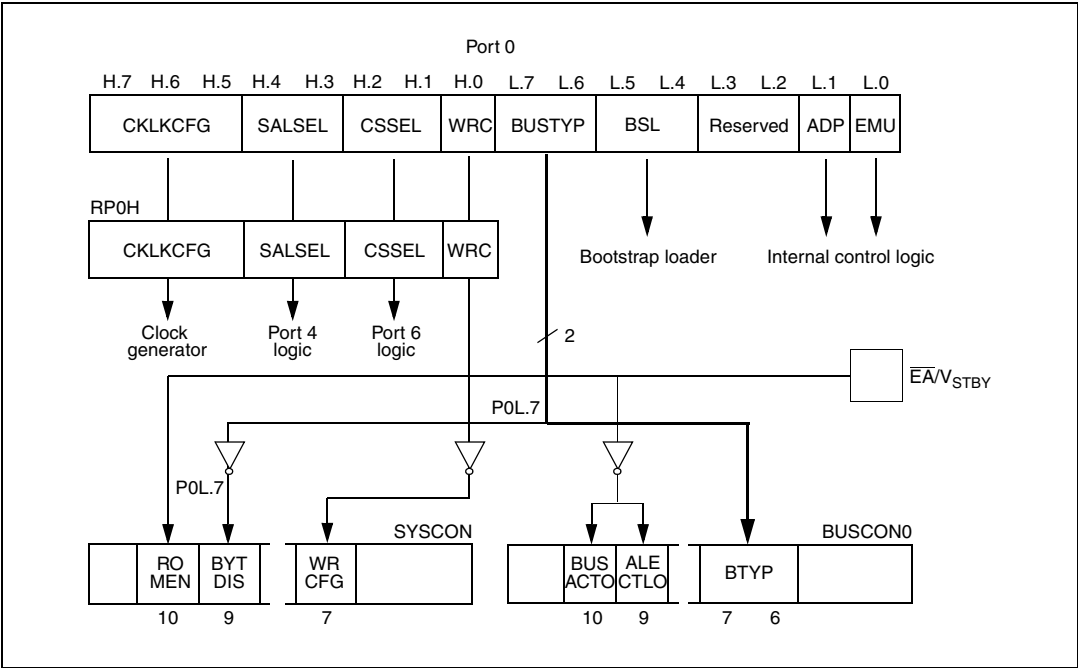 Port 0
H.7 H.6 H.5 H.4 H.3 H.2 H.1 H.0 L.7 L.6 L.5 L.4 L.3 L.2 L.1 L.0
CKLKCFG SALSEL CSSEL WRC BUSTYP BSL Reserved ADP EMU
RP0H
CKLKCFG SALSEL CSSEL WRC
Bootstrap loader Internal control logic
Clock generator
Port 4 logic
Port 6 logic
2
EA/VSTBY
P0L.7
P0L.7
SYSCON
BUSCON0
RO MEN
BYT DIS
WR CFG
BUS ACTO
ALE CTLO
BTYP
10 9 7 10 9 7 6